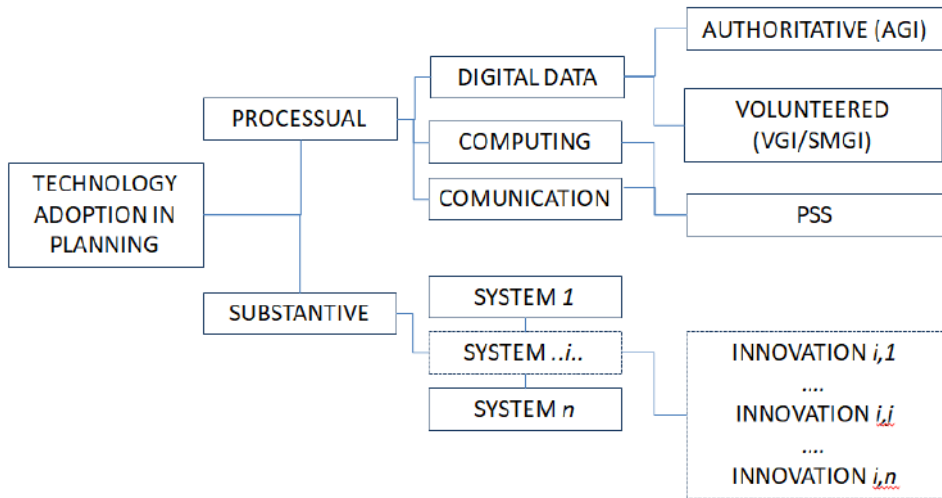 TECHNOLOGY
ADOPTION IN
PLANNING
PROCESSUAL
SUBSTANTIVE
DIGITAL DATA
COMPUTING
COMUNICATION
SYSTEM 1
SYSTEM ..i..
SYSTEM n
AUTHORITATIVE (AGI)
VOLUNTEERED
(VGI/SMGI)
PSS
INNOVATION i,1
....
INNOVATION i,j
....
INNOVATION i,n